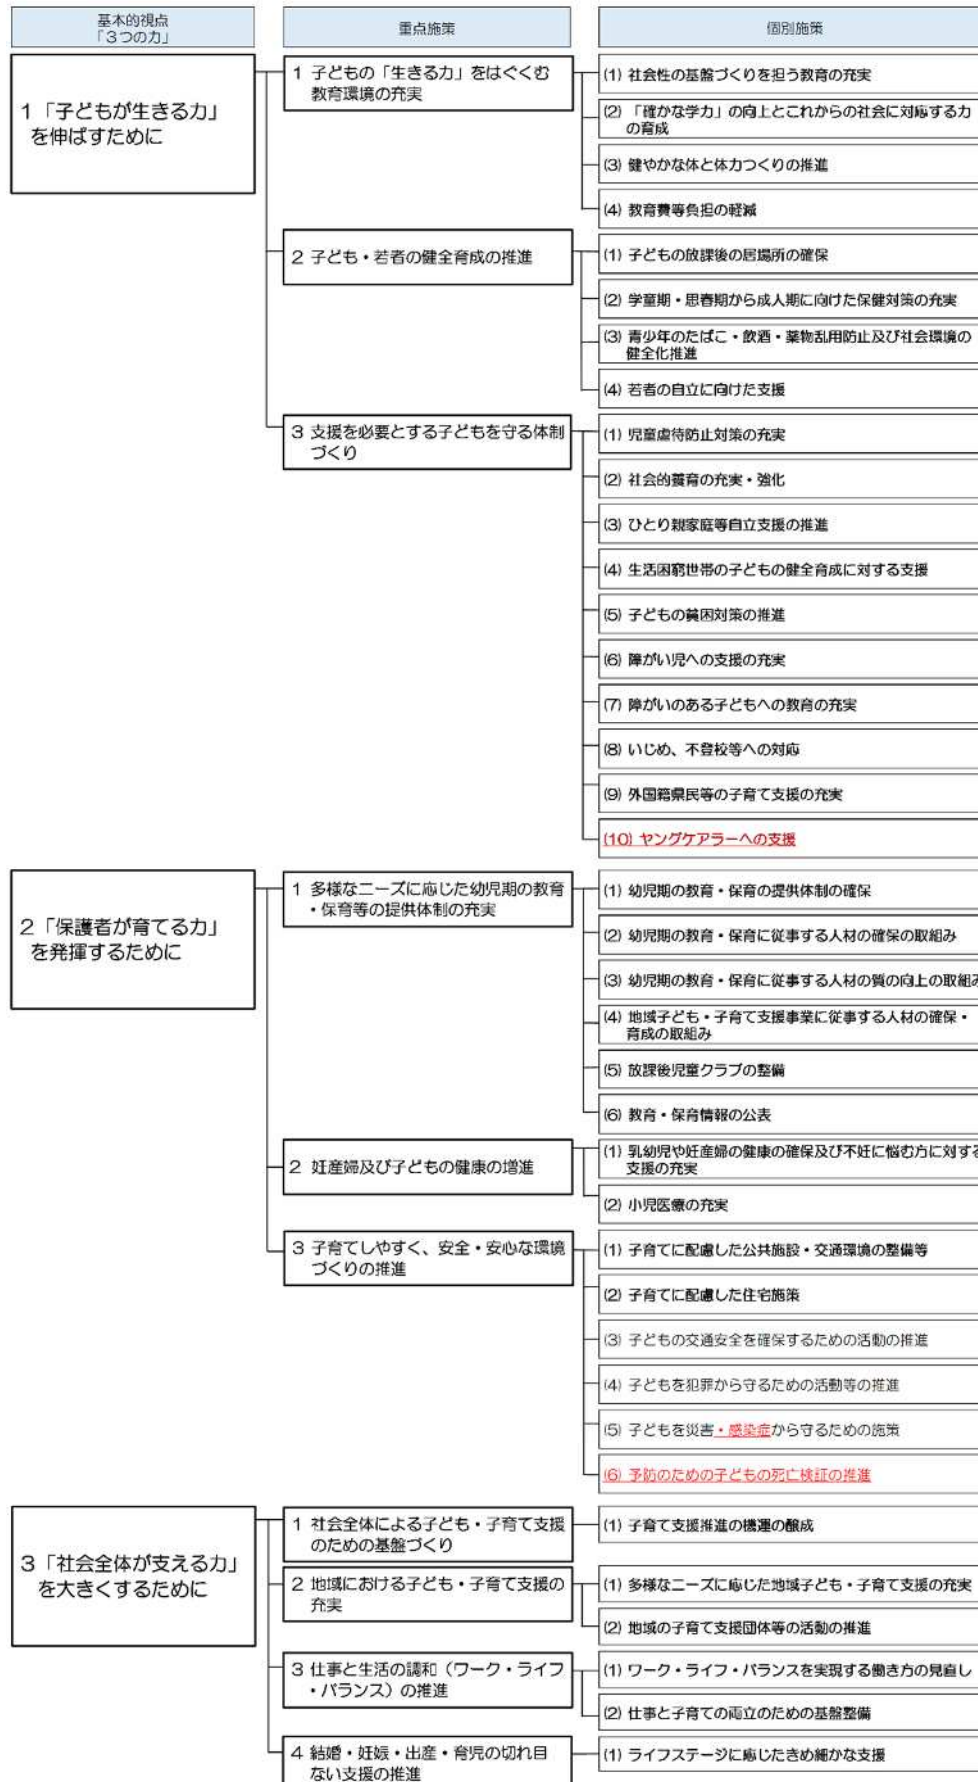 基本的視点
「３つの力」
重点施策
個別施策
1 「子どもが生きる力」
を伸ばすために
1 子どもの「生きる力」をはぐくむ
教育環境の充実
(1) 社会性の基盤づくりを担う教育の充実
(2) 「確かな学力」の向上とこれからの社会に対応する力
の育成
(3) 健やかな体と体力つくりの推進
(4) 教育費等負担の軽減
2 子ども・若者の健全育成の推進
(1) 子どもの放課後の居場所の確保
(2) 学童期・思春期から成人期に向けた保健対策の充実
(3) 青少年のたばこ・飲酒・薬物乱用防止及び社会環境の
健全化推進
(4) 若者の自立に向けた支援
3 支援を必要とする子どもを守る体制
づくり
(1) 児童虐待防止対策の充実
(2) 社会的養育の充実・強化
(3) ひとり親家庭等自立支援の推進
(4) 生活困窮世帯の子どもの健全育成に対する支援
(5) 子どもの貧困対策の推進
(6) 障がい児への支援の充実
(7) 障がいのある子どもへの教育の充実
(8) いじめ、不登校等への対応
(9) 外国籍県民等の子育て支援の充実
(10) ヤングケアラーへの支援
2 「保護者が育てる力」
を発揮するために
1 多様なニーズに応じた幼児期の教育
・保育等の提供体制の充実
(1) 幼児期の教育・保育の提供体制の確保
(2) 幼児期の教育・保育に従事する人材の確保の取組み
(3) 幼児期の教育・保育に従事する人材の質の向上の取組み
(4) 地域子ども・子育て支援事業に従事する人材の確保・
育成の取組み
(5) 放課後児童クラブの整備
(6) 教育・保育情報の公表
2 妊産婦及び子どもの健康の増進
(1) 乳幼児や妊産婦の健康の確保及び不妊に悩む方に対する
支援の充実
(2) 小児医療の充実
3 子育てしやすく、安全・安心な環境
づくりの推進
(1) 子育てに配慮した公共施設・交通環境の整備等
(2) 子育てに配慮した住宅施策
(3) 子どもの交通安全を確保するための活動の推進
(4) 子どもを犯罪から守るための活動等の推進
(5) 子どもを災害・感染症から守るための施策
(6) 予防のための子どもの死亡検証の推進
3 「社会全体が支える力」
を大きくするために
1 社会全体による子ども・子育て支援
のための基盤づくり
(1) 子育て支援推進の機運の醸成
2 地域における子ども・子育て支援の
充実
(1) 多様なニーズに応じた地域子ども・子育て支援の充実
(2) 地域の子育て支援団体等の活動の推進
3 仕事と生活の調和（ワーク・ライフ
・バランス）の推進
(1) ワーク・ライフ・バランスを実現する働き方の見直し
(2) 仕事と子育ての両立のための基盤整備
4 結婚・妊娠・出産・育児の切れ目
ない支援の推進
(1) ライフステージに応じたきめ細かな支援